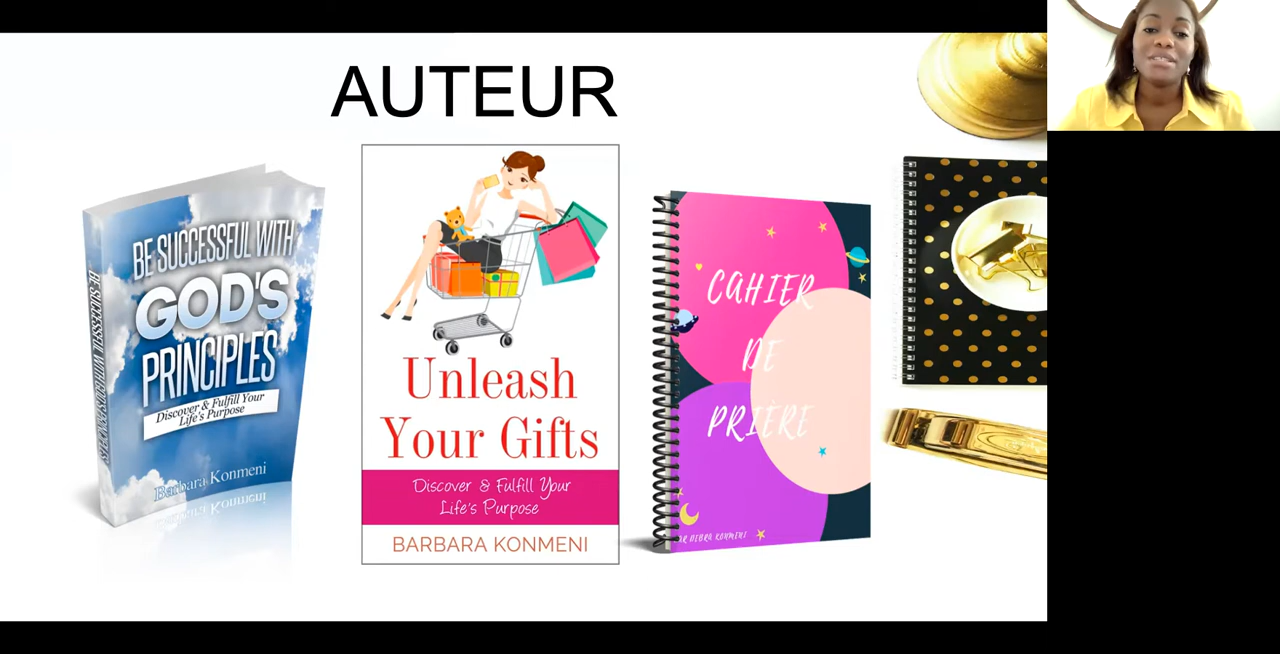 AUTEUR
BE SUCCESSFUL WITH
GOD'S
PRINCIPLES
Discover & Fulfill Your
Life's Purpose
Barbara Konmeni
Unleash
Your Gifts
Discover & Fulfill Your
Life's Purpose
BARBARA KONMENI
CAHIER
DE
PRIÈRE
KONMENI